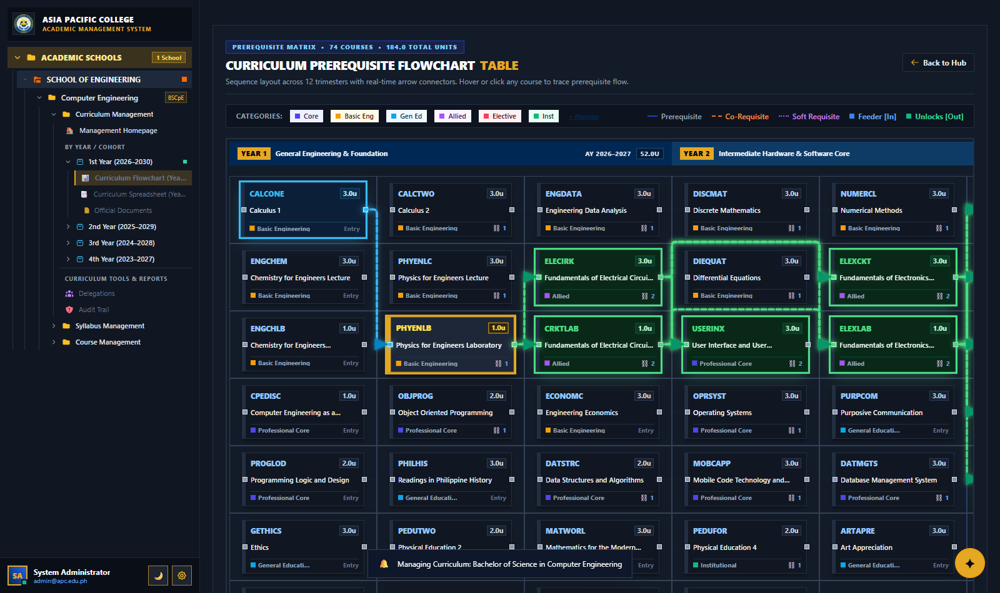 ASIA PACIFIC COLLEGE
ACADEMIC MANAGEMENT SYSTEM
ACADEMIC SCHOOLS
1 School
SCHOOL OF ENGINEERING
Computer Engineering
BSCpE
Curriculum Management
Management Homepage
BY YEAR / COHORT
1st Year (2026–2030)
Curriculum Flowchart (Yea...
Curriculum Spreadsheet (Yea...
Official Documents
2nd Year (2025–2029)
3rd Year (2024–2028)
4th Year (2023–2027)
CURRICULUM TOOLS & REPORTS
Delegations
Audit Trail
Syllabus Management
Course Management
SA
System Administrator
admin@apc.edu.ph
PREREQUISITE MATRIX • 74 COURSES • 184.0 TOTAL UNITS
CURRICULUM PREREQUISITE FLOWCHART TABLE
Sequence layout across 12 trimesters with real-time arrow connectors. Hover or click any course to trace prerequisite flow.
← Back to Hub
CATEGORIES:
Core
Basic Eng
Gen Ed
Allied
Elective
Inst
+ Manage
Prerequisite
Co-Requisite
Soft Requisite
Feeder [In]
Unlocks [Out]
YEAR 1
General Engineering & Foundation
AY 2026–2027
52.0U
YEAR 2
Intermediate Hardware & Software Core
CALCONE 3.0u
Calculus 1
Basic Engineering Entry
CALCTWO 3.0u
Calculus 2
Basic Engineering 1
ENGDATA 3.0u
Engineering Data Analysis
Basic Engineering 1
DISCMAT 3.0u
Discrete Mathematics
Basic Engineering 1
NUMERCL 3.0u
Numerical Methods
Basic Engineering 1
ENGCHEM 3.0u
Chemistry for Engineers Lecture
Basic Engineering Entry
PHYENLC 3.0u
Physics for Engineers Lecture
Basic Engineering 1
ELECIRK 3.0u
Fundamentals of Electrical Circui...
Allied 2
DIEQUAT 3.0u
Differential Equations
Basic Engineering 1
ELEXCKT 3.0u
Fundamentals of Electronics...
Allied 2
ENGCHLB 1.0u
Chemistry for Engineers...
Basic Engineering Entry
PHYENLB 1.0u
Physics for Engineers Laboratory
Basic Engineering 1
CRKTLAB 1.0u
Fundamentals of Electrical Circui...
Allied 2
USERINX 3.0u
User Interface and User...
Professional Core 2
ELEXLAB 1.0u
Fundamentals of Electronics...
Allied 2
CPEDISC 1.0u
Computer Engineering as a...
Professional Core Entry
OBJPROG 2.0u
Object Oriented Programming
Professional Core 1
ECONOMC 3.0u
Engineering Economics
Basic Engineering Entry
OPRSYST 3.0u
Operating Systems
Professional Core 1
PURPCOM 3.0u
Purposive Communication
General Educati... Entry
PROGLOD 2.0u
Programming Logic and Design
Professional Core Entry
PHILHIS 3.0u
Readings in Philippine History
General Educati... Entry
DATSTRC 2.0u
Data Structures and Algorithms
Professional Core 1
MOBCAPP 3.0u
Mobile Code Technology and...
Professional Core 1
DATMGTS 3.0u
Database Management System
Professional Core 1
GETHICS 3.0u
Ethics
General Educati... Entry
PEDUTWO 2.0u
Physical Education 2
MATWORL 3.0u
Mathematics for the Modern...
Entry
PEDUFOR 2.0u
Physical Education 4
Institutional 1
ARTAPRE 3.0u
Art Appreciation
General Educati... Entry
Managing Curriculum: Bachelor of Science in Computer Engineering